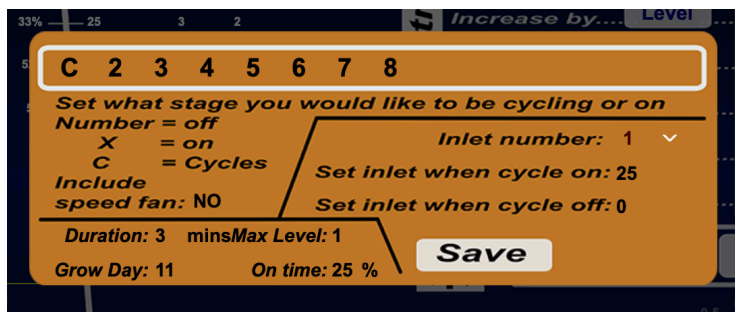 33% 25 3 2 Increase by.... Level
C 2 3 4 5 6 7 8
Set what stage you would like to be cycling or on
Number = off
X = on
C = Cycles
Include
speed fan: NO
Inlet number: 1
Set inlet when cycle on: 25
Set inlet when cycle off: 0
Duration: 3 mins Max Level: 1
Grow Day: 11 On time: 25 %
Save